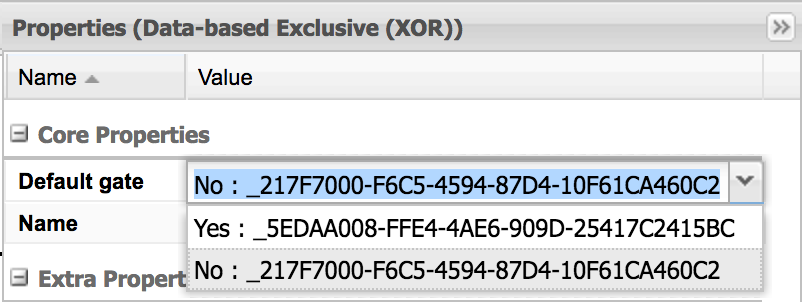 Properties (Data-based Exclusive (XOR))
Name Value
Core Properties
Default gate No : _217F7000-F6C5-4594-87D4-10F61CA460C2
Name Yes : _5EDAA008-FFE4-4AE6-909D-25417C2415BC
Extra Propert No : _217F7000-F6C5-4594-87D4-10F61CA460C2